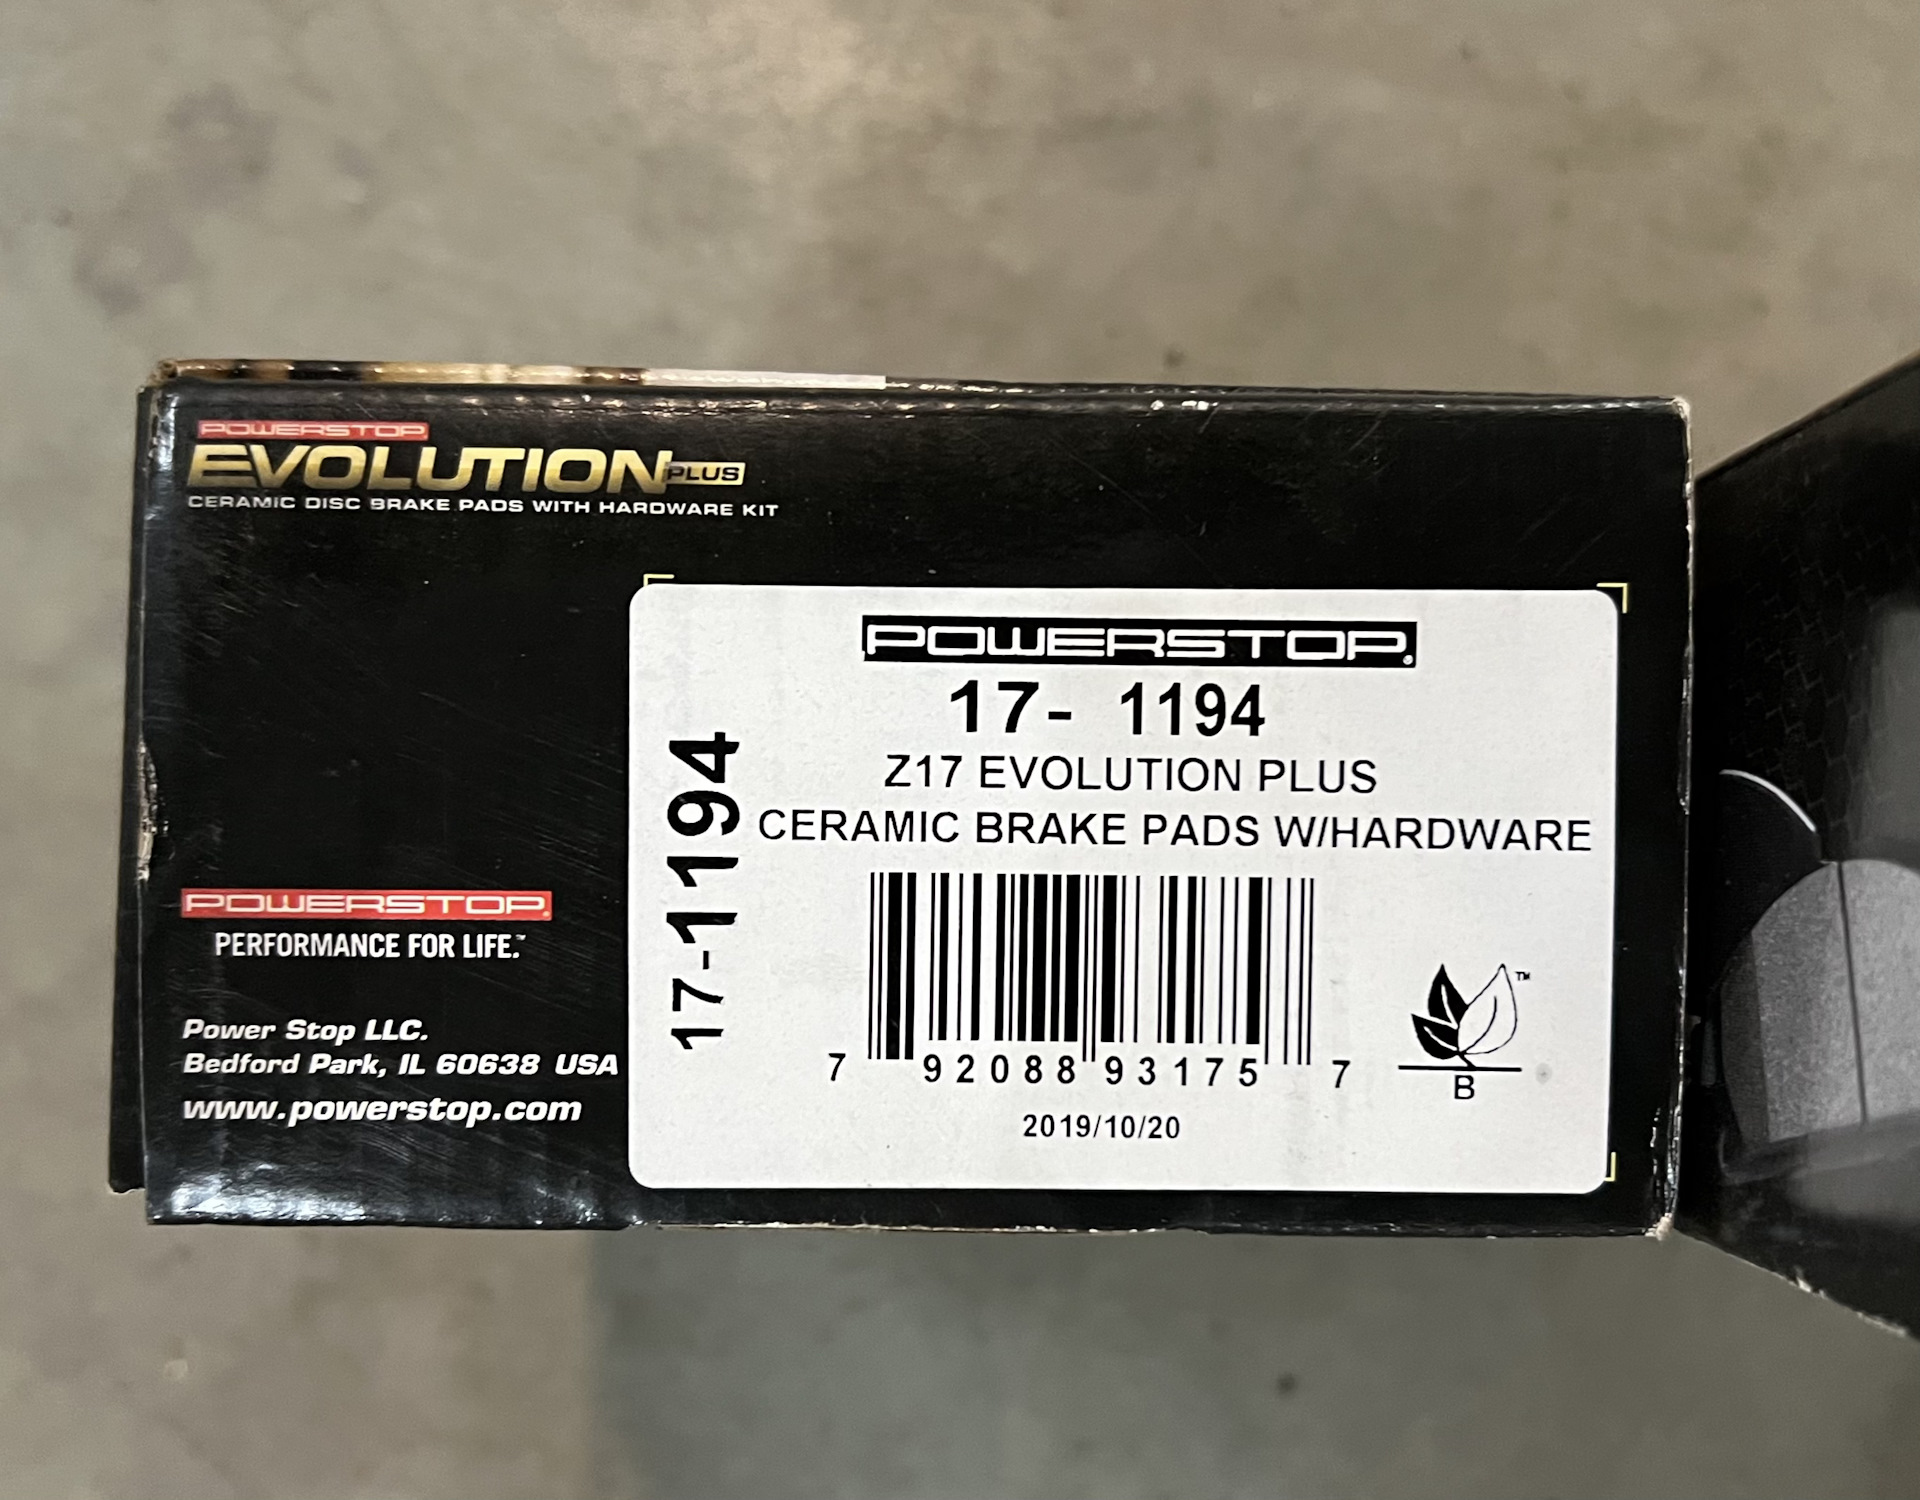 POWERSTOP
EVOLUTION PLUS
CERAMIC DISC BRAKE PADS WITH HARDWARE KIT
POWERSTOP
PERFORMANCE FOR LIFE.™
Power Stop LLC.
Bedford Park, IL 60638 USA
www.powerstop.com
17-1194
POWERSTOP®
17- 1194
Z17 EVOLUTION PLUS
CERAMIC BRAKE PADS W/HARDWARE
7 92088 93175 7
2019/10/20
™
B